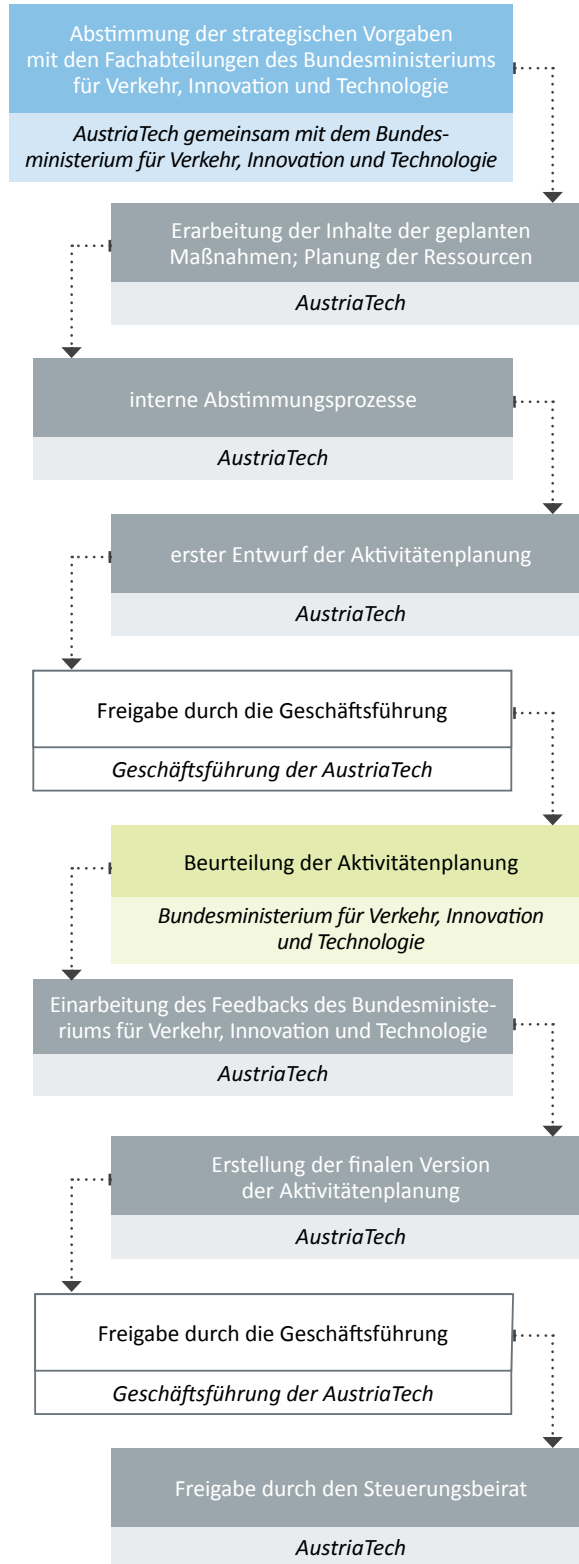 Abstimmung der strategischen Vorgaben
mit den Fachabteilungen des Bundesministeriums
für Verkehr, Innovation und Technologie
AustriaTech gemeinsam mit dem Bundes-
ministerium für Verkehr, Innovation und Technologie
Erarbeitung der Inhalte der geplanten
Maßnahmen; Planung der Ressourcen
AustriaTech
interne Abstimmungsprozesse
AustriaTech
erster Entwurf der Aktivitätenplanung
AustriaTech
Freigabe durch die Geschäftsführung
Geschäftsführung der AustriaTech
Beurteilung der Aktivitätenplanung
Bundesministerium für Verkehr, Innovation
und Technologie
Einarbeitung des Feedbacks des Bundesministe-
riums für Verkehr, Innovation und Technologie
AustriaTech
Erstellung der finalen Version
der Aktivitätenplanung
AustriaTech
Freigabe durch die Geschäftsführung
Geschäftsführung der AustriaTech
Freigabe durch den Steuerungsbeirat
AustriaTech